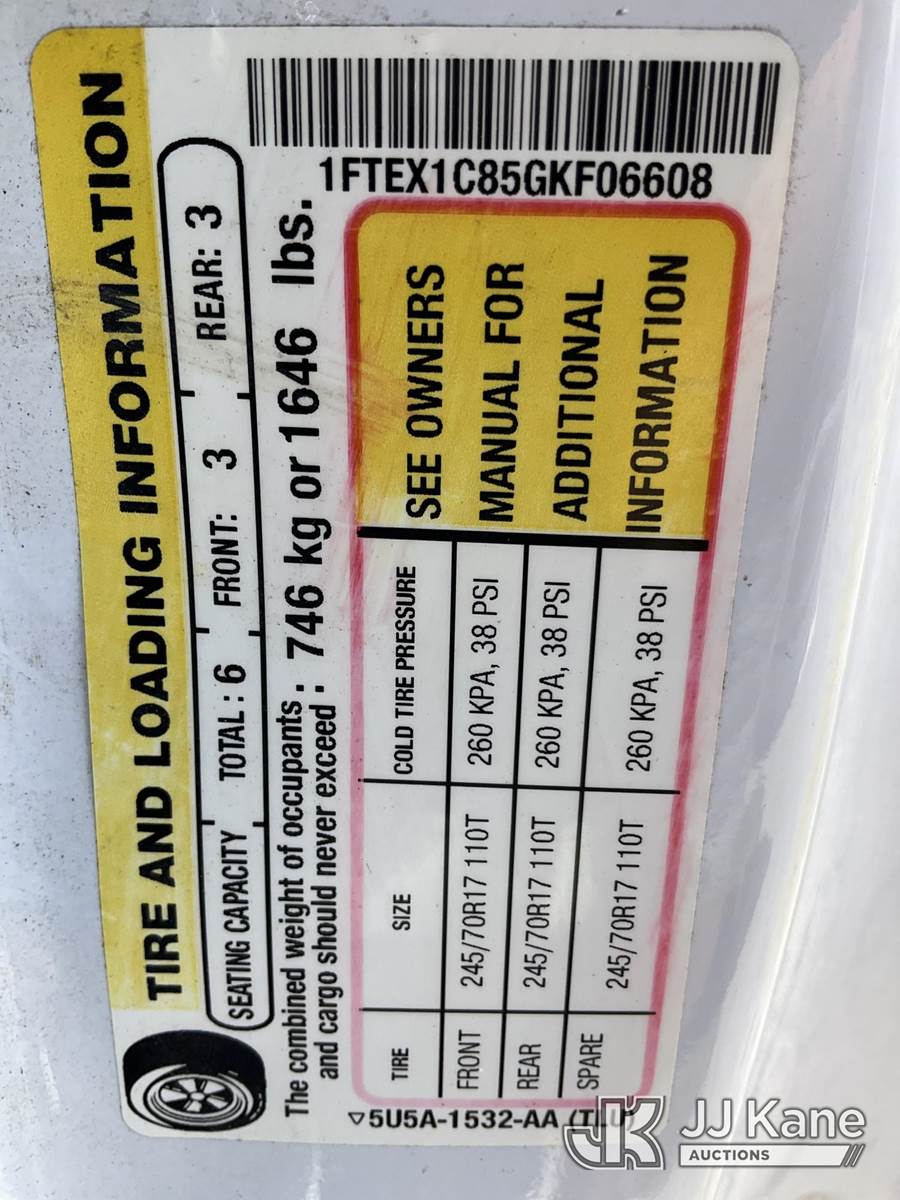 TIRE AND LOADING INFORMATION
SEATING CAPACITY TOTAL : 6 FRONT: 3 REAR: 3
The combined weight of occupants : 746 kg or 1646 lbs.
and cargo should never exceed :
TIRE SIZE COLD TIRE PRESSURE
FRONT 245/70R17 110T 260 KPA, 38 PSI
REAR 245/70R17 110T 260 KPA, 38 PSI
SPARE 245/70R17 110T 260 KPA, 38 PSI
SEE OWNERS
MANUAL FOR
ADDITIONAL
INFORMATION
1FTEX1C85GKF06608
5U5A-1532-AA (TLU)
JK JJ Kane
AUCTIONS